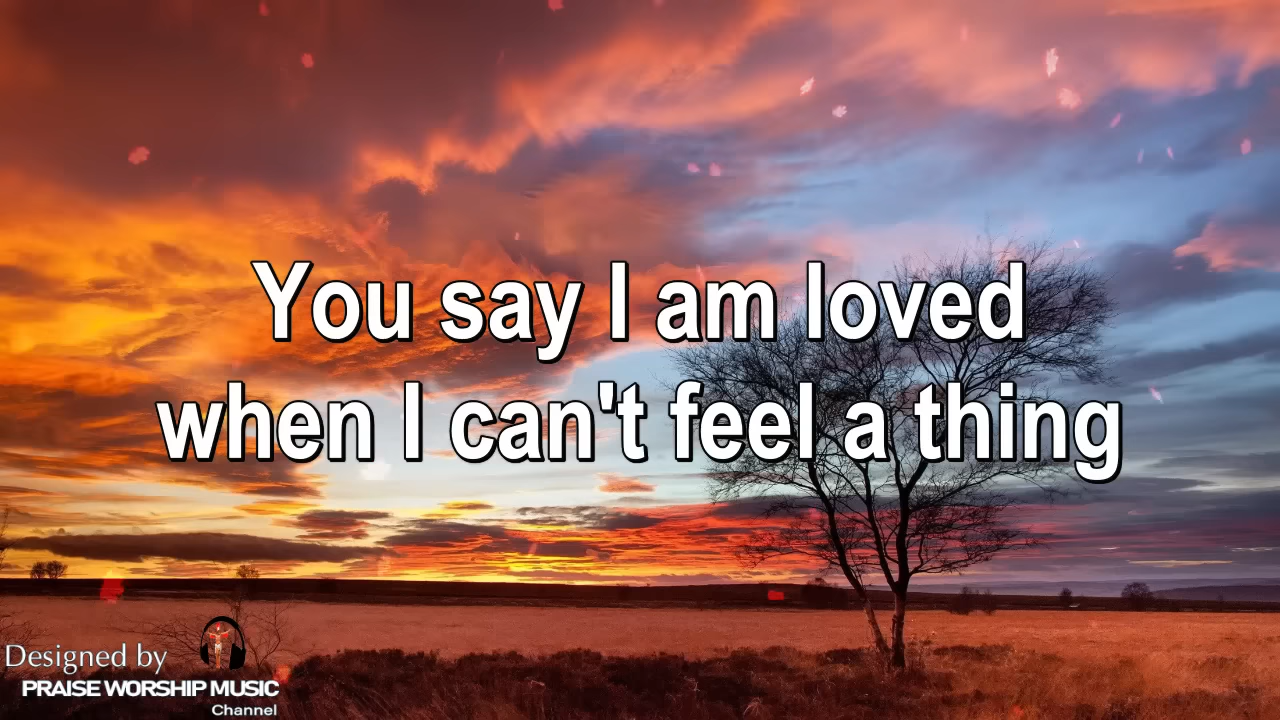 You say I am loved
when I can't feel a thing
Designed by
PRAISE WORSHIP MUSIC
Channel